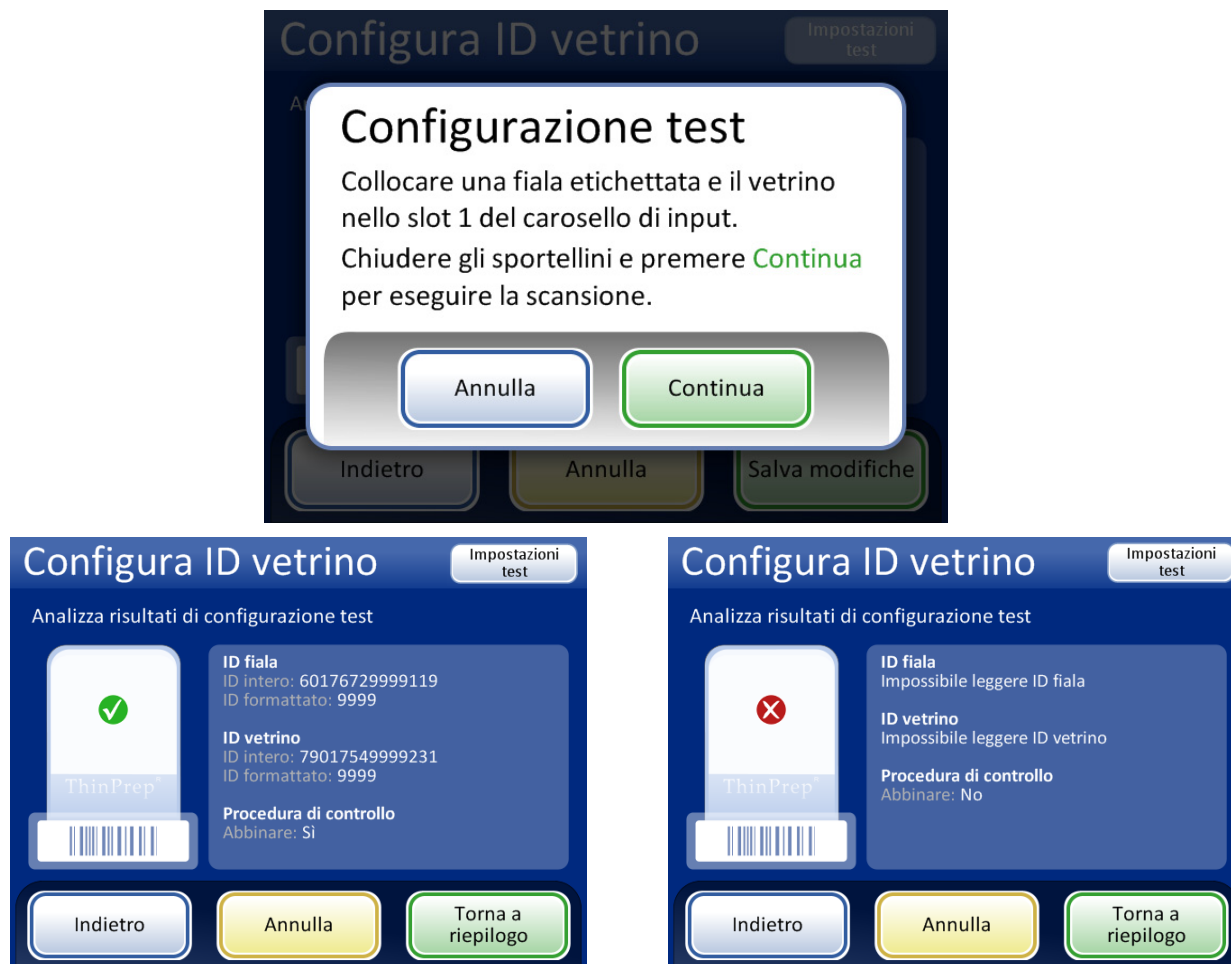 Configura ID vetrino
Impostazioni
test
Configurazione test
Collocare una fiala etichettata e il vetrino
nello slot 1 del carosello di input.
Chiudere gli sportellini e premere Continua
per eseguire la scansione.
Annulla
Continua
Indietro
Annulla
Salva modifiche
Configura ID vetrino
Impostazioni
test
Analizza risultati di configurazione test
ID fiala
ID intero: 60176729999119
ID formattato: 9999
ID vetrino
ID intero: 79017549999231
ID formattato: 9999
Procedura di controllo
Abbinare: Sì
ThinPrep®
Indietro
Annulla
Torna a
riepilogo
Configura ID vetrino
Impostazioni
test
Analizza risultati di configurazione test
ID fiala
Impossibile leggere ID fiala
ID vetrino
Impossibile leggere ID vetrino
Procedura di controllo
Abbinare: No
ThinPrep®
Indietro
Annulla
Torna a
riepilogo